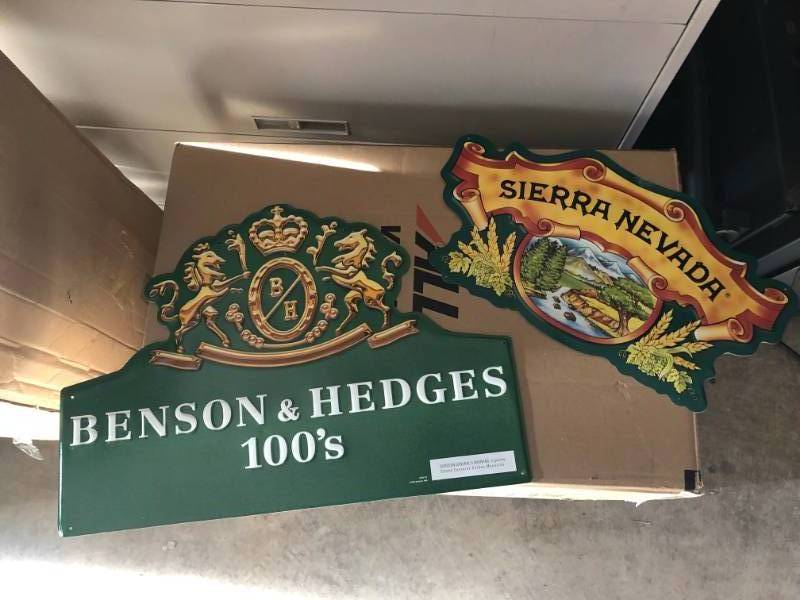 SIERRA NEVADA
B
H
BENSON & HEDGES
100's